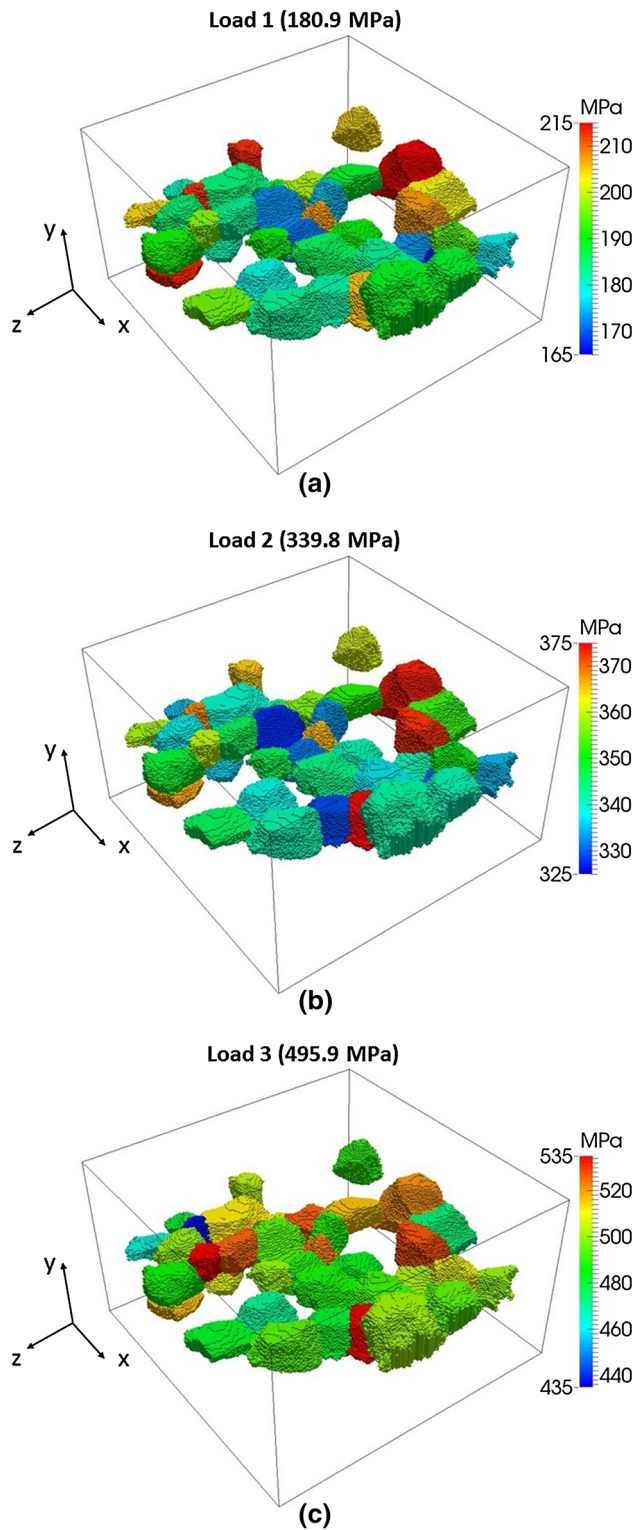 Load 1 (180.9 MPa)
MPa
215
210
200
190
180
170
165
y
z
x
(a)
Load 2 (339.8 MPa)
MPa
375
370
360
350
340
330
325
y
z
x
(b)
Load 3 (495.9 MPa)
MPa
535
520
500
480
460
440
435
y
z
x
(c)